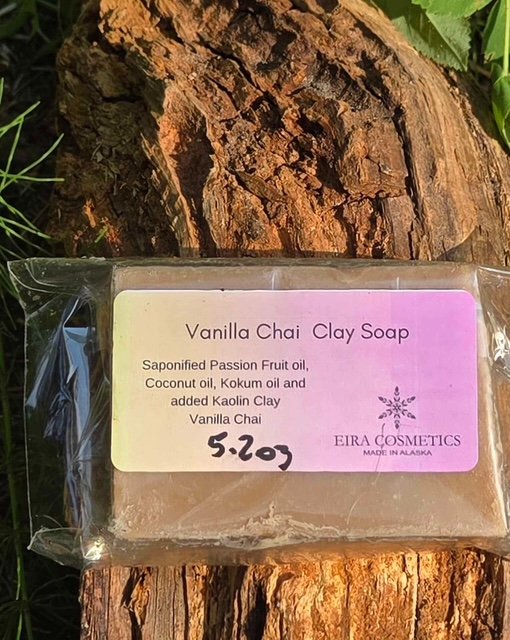 Vanilla Chai Clay Soap
Saponified Passion Fruit oil,
Coconut oil, Kokum oil and
added Kaolin Clay
Vanilla Chai
5.2oz
EIRA COSMETICS
MADE IN ALASKA